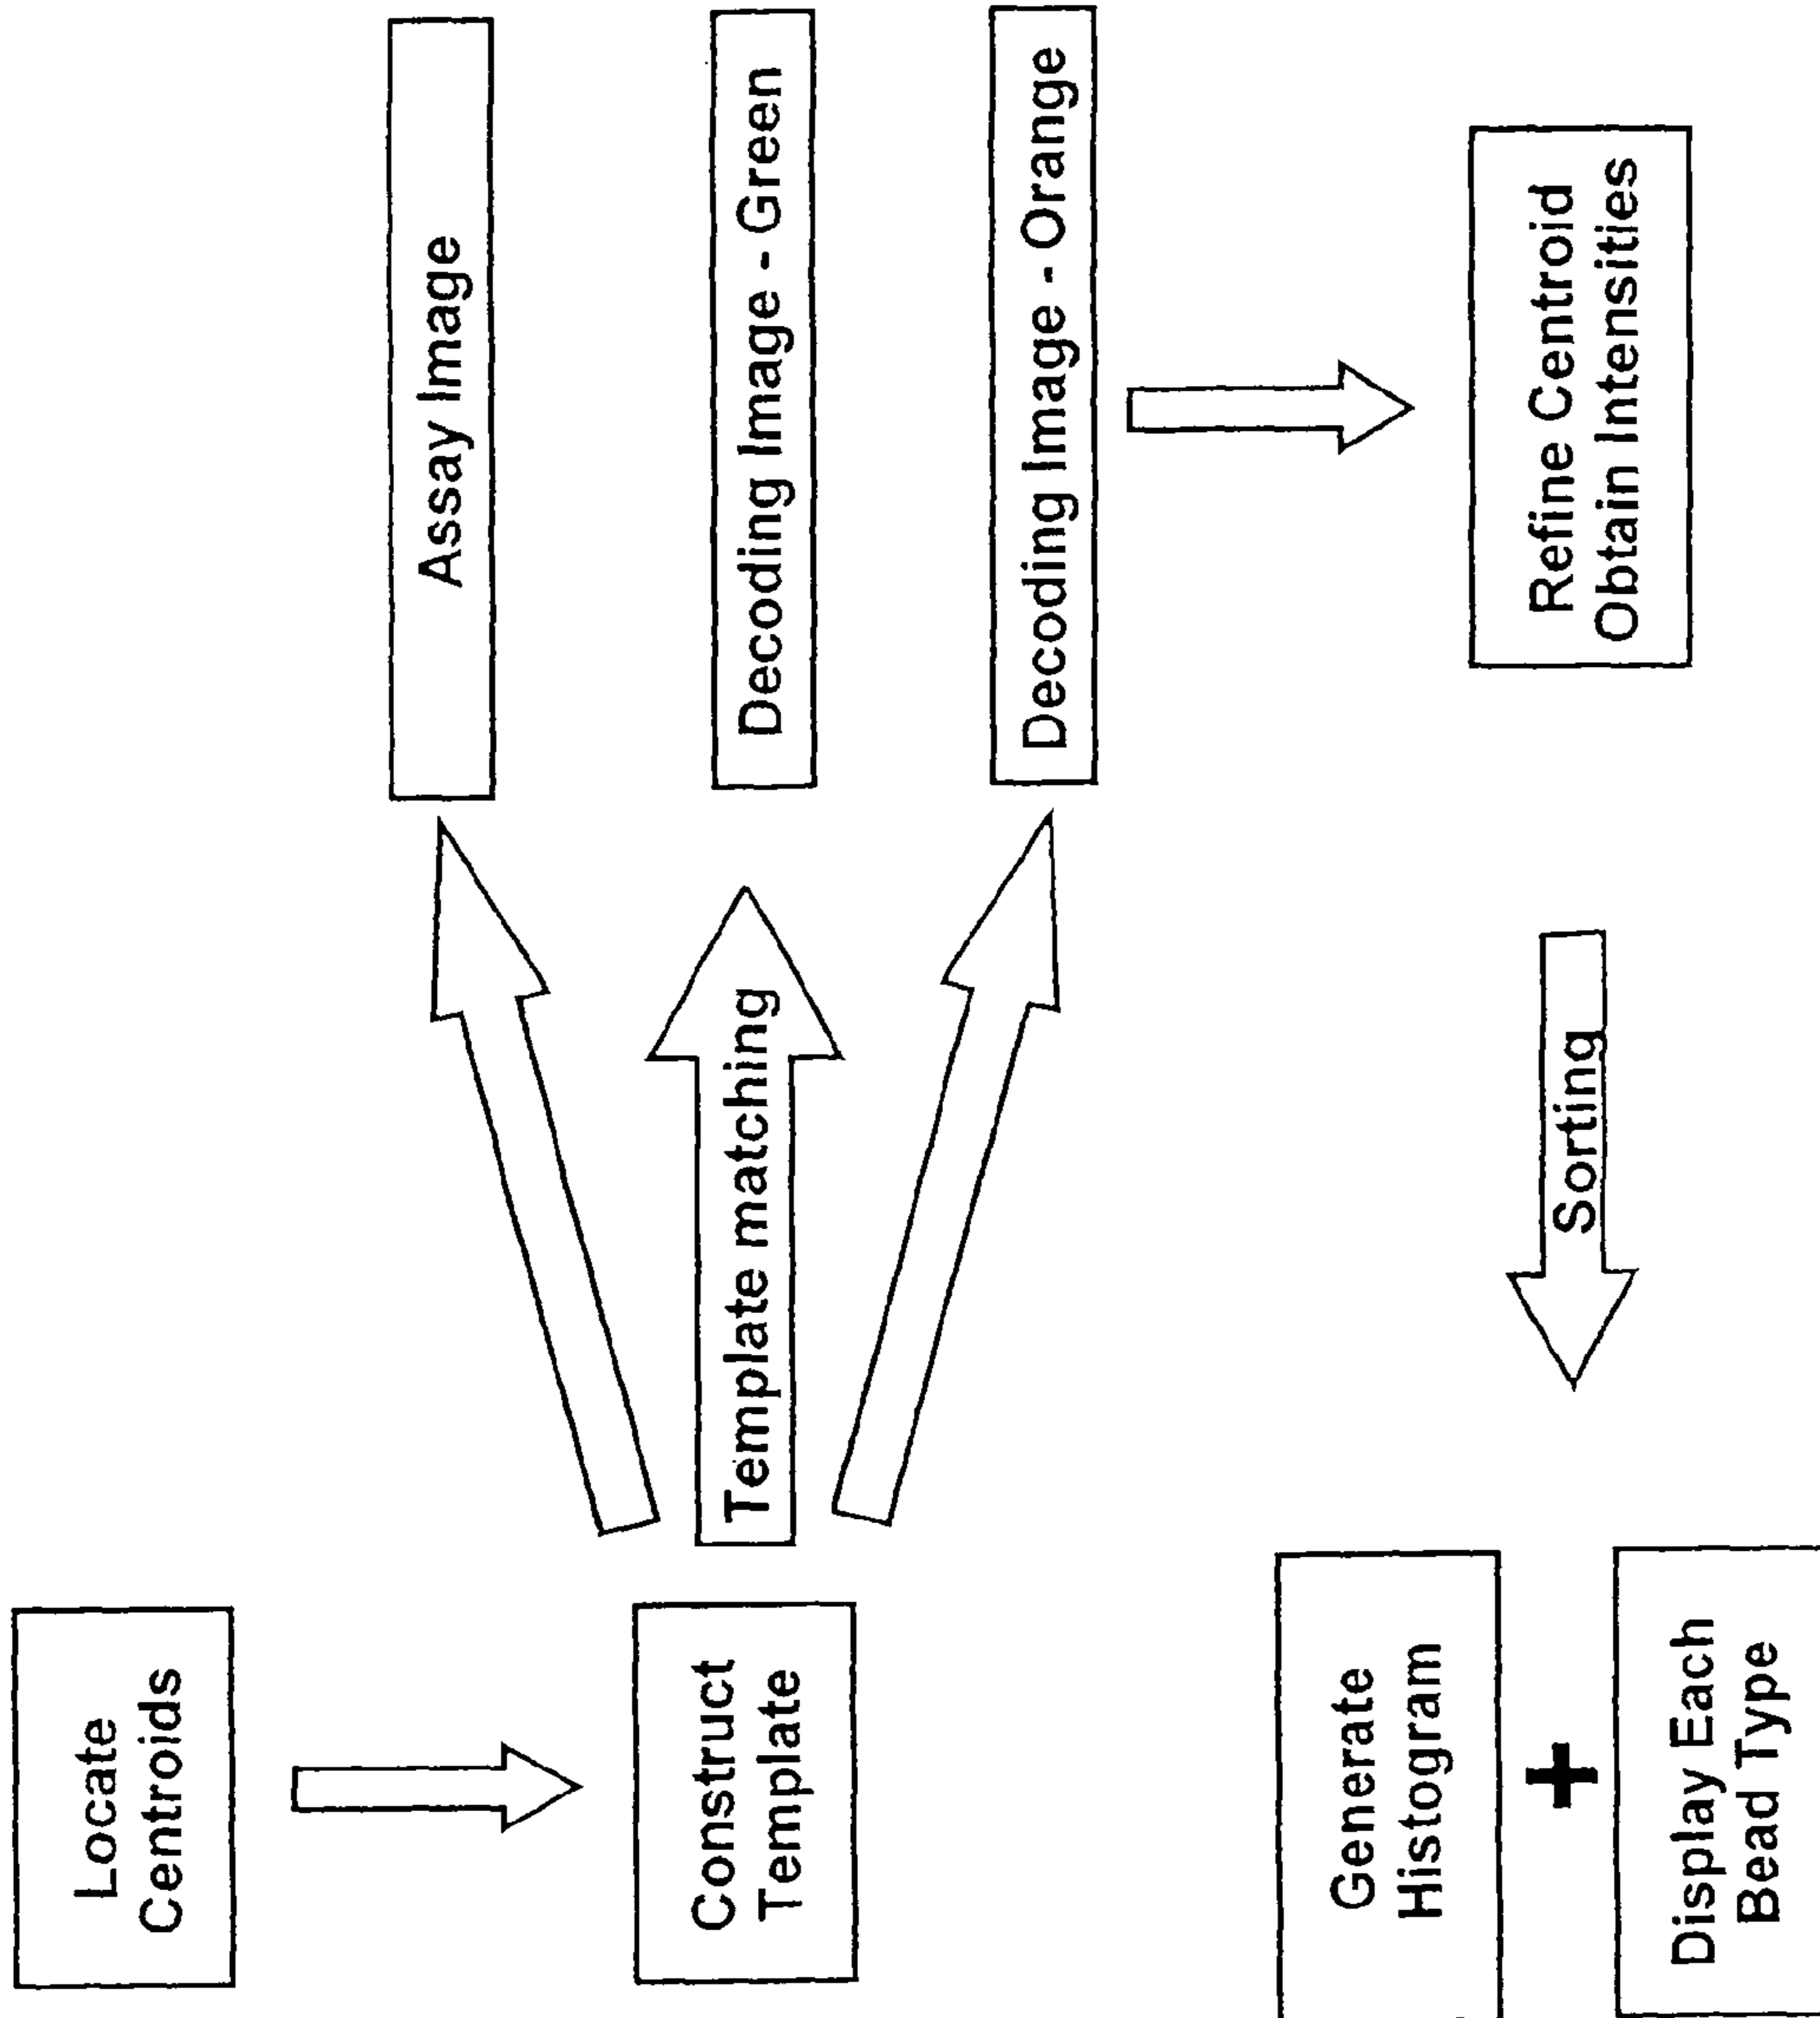 Locate
Centroids
Construct
Template
Template matching
Assay Image
Decoding Image - Green
Decoding Image - Orange
Refine Centroid
Obtain Intensities
Sorting
Generate
Histogram
+
Display Each
Bead Type